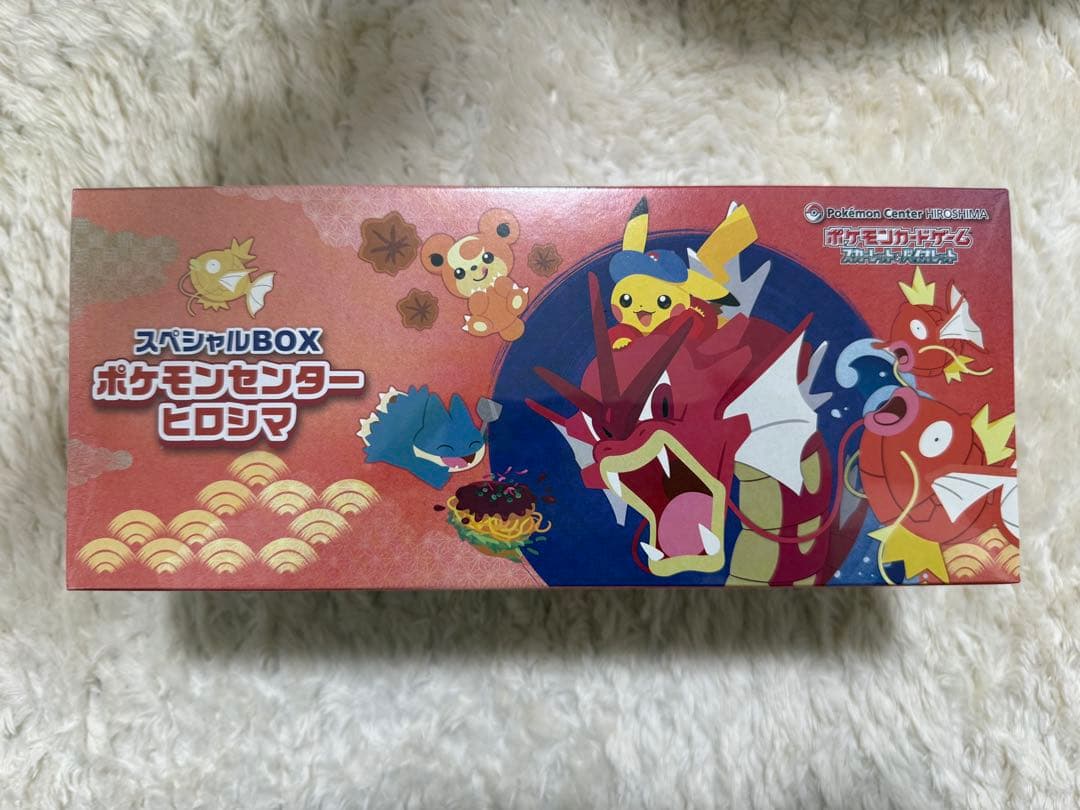 Pokémon Center HIROSHIMA
ポケモンカードゲーム
スカーレット&バイオレット
スペシャルBOX
ポケモンセンター
ヒロシマ